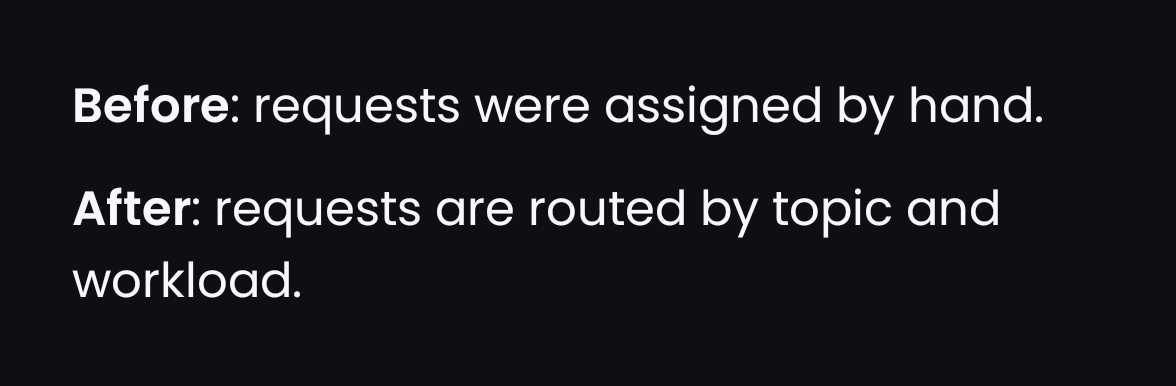 Before: requests were assigned by hand.
After: requests are routed by topic and
workload.